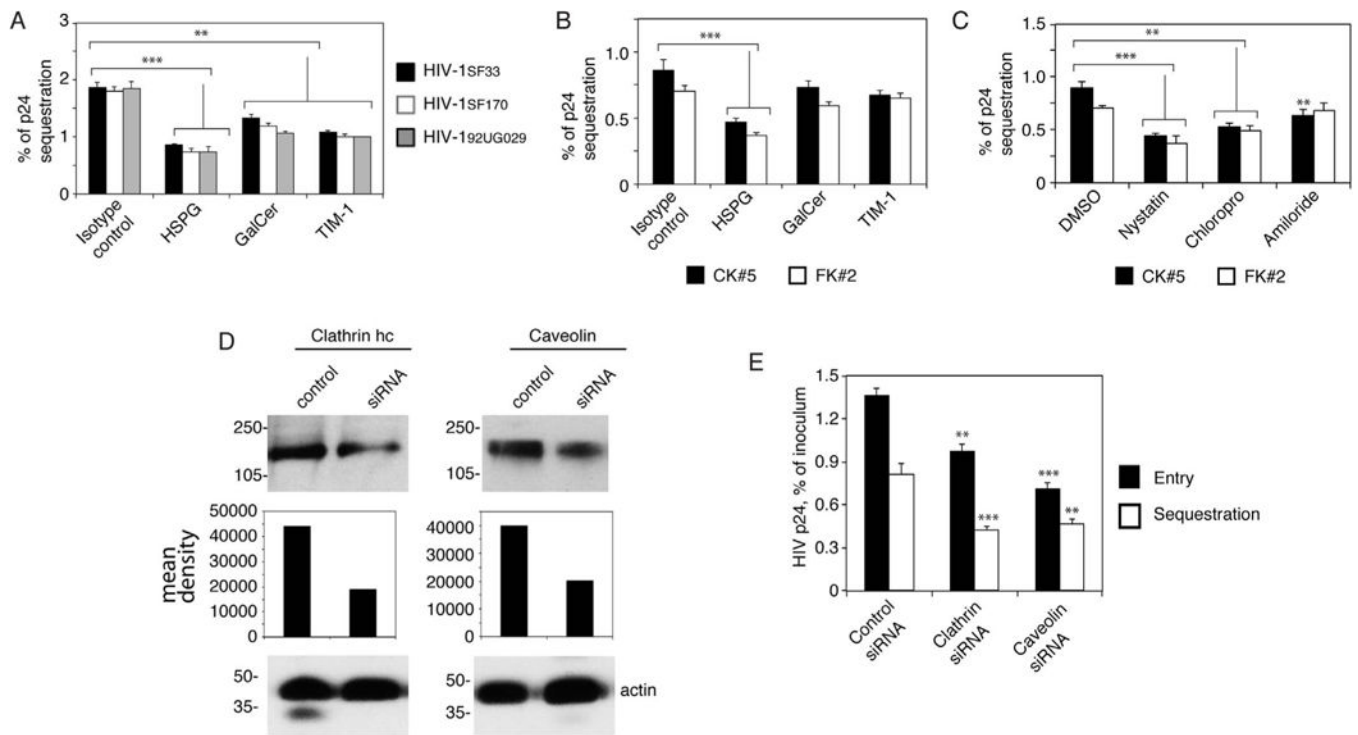 A
% of p24
sequestration
3
2
1
0
**
***
Isotype
control
HSPG
GalCer
TIM-1
HIV-1SF33
HIV-1SF170
HIV-192UG029
B
% of p24
sequestration
1.0
0.5
0
***
Isotype
control
HSPG
GalCer
TIM-1
CK#5
FK#2
C
% of p24
sequestration
1.5
1.0
0.5
0
**
***
**
DMSO
Nystatin
Chloropro
Amiloride
CK#5
FK#2
D
Clathrin hc
control
siRNA
250-
105-
mean
density
50000
40000
30000
20000
10000
0
50-
35-
Caveolin
control
siRNA
250-
105-
40000
30000
20000
10000
0
50-
35-
actin
E
HIV p24, % of inoculum
1.5
1.2
0.9
0.6
0.3
0
**
***
***
**
Control
siRNA
Clathrin
siRNA
Caveolin
siRNA
Entry
Sequestration